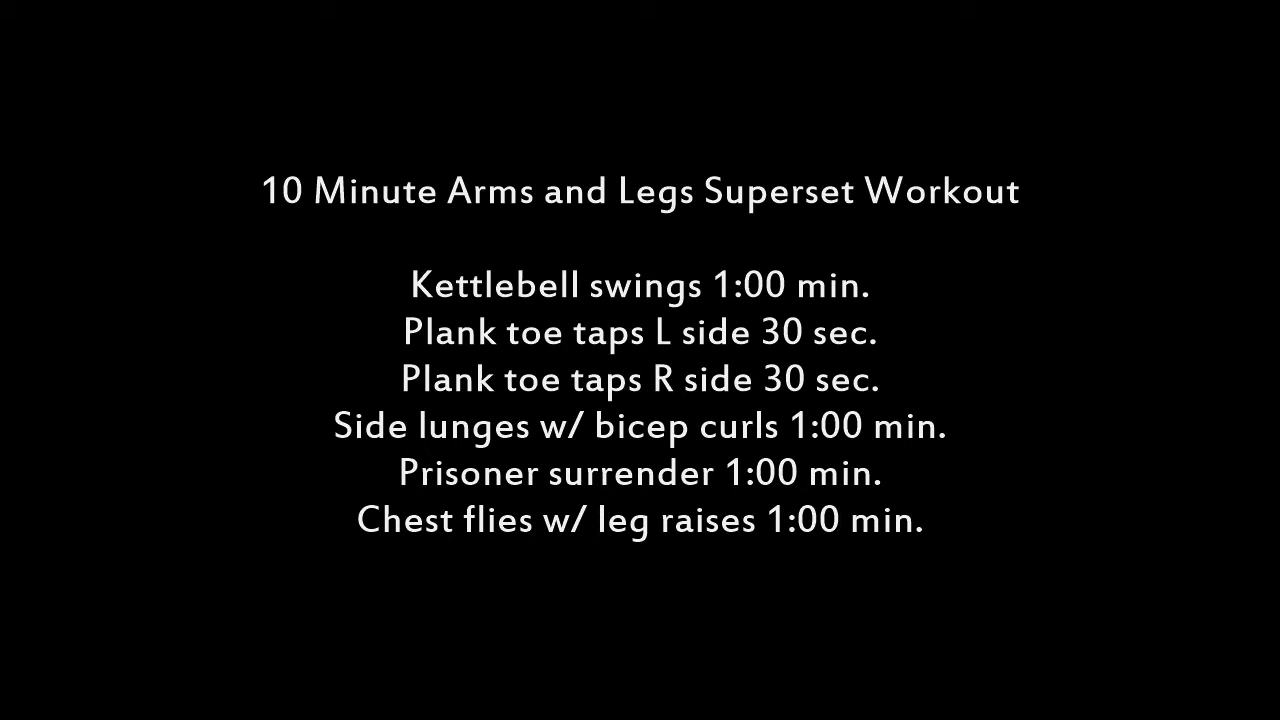 10 Minute Arms and Legs Superset Workout
Kettlebell swings 1:00 min.
Plank toe taps L side 30 sec.
Plank toe taps R side 30 sec.
Side lunges w/ bicep curls 1:00 min.
Prisoner surrender 1:00 min.
Chest flies w/ leg raises 1:00 min.